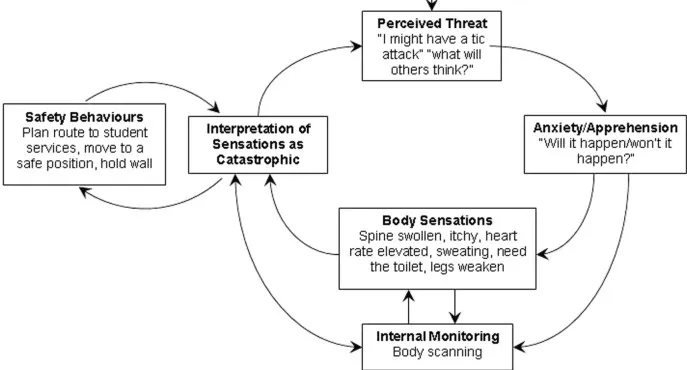 Perceived Threat
"I might have a tic
attack" "what will
others think?"
Safety Behaviours
Plan route to student
services, move to a
safe position, hold wall
Interpretation of
Sensations as
Catastrophic
Anxiety/Apprehension
"Will it happen/won't it
happen?"
Body Sensations
Spine swollen, itchy, heart
rate elevated, sweating, need
the toilet, legs weaken
Internal Monitoring
Body scanning